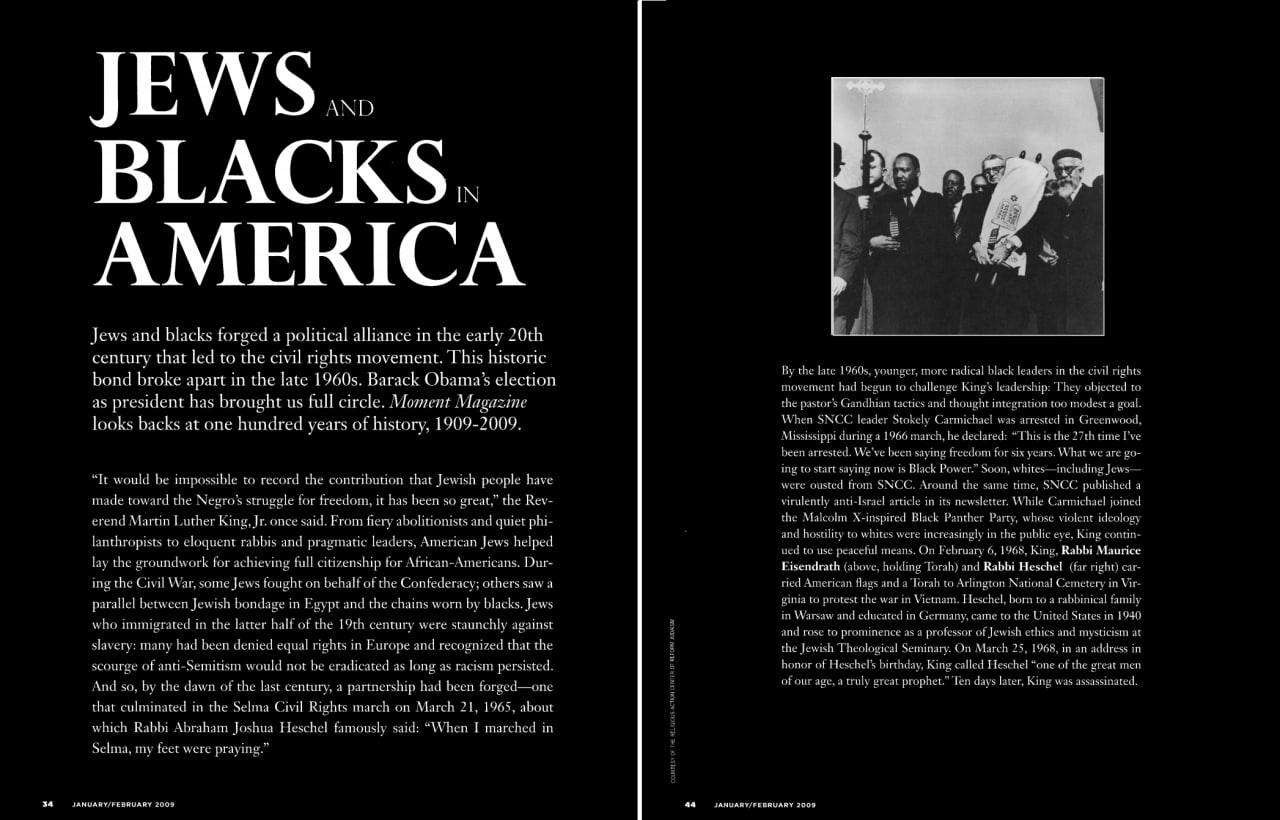 JEWS AND
BLACKS IN
AMERICA
Jews and blacks forged a political alliance in the early 20th
century that led to the civil rights movement. This historic
bond broke apart in the late 1960s. Barack Obama’s election
as president has brought us full circle. Moment Magazine
looks backs at one hundred years of history, 1909-2009.
“It would be impossible to record the contribution that Jewish people have
made toward the Negro’s struggle for freedom, it has been so great,” the Rev-
erend Martin Luther King, Jr. once said. From fiery abolitionists and quiet phi-
lanthropists to eloquent rabbis and pragmatic leaders, American Jews helped
lay the groundwork for achieving full citizenship for African-Americans. Dur-
ing the Civil War, some Jews fought on behalf of the Confederacy; others saw a
parallel between Jewish bondage in Egypt and the chains worn by blacks. Jews
who immigrated in the latter half of the 19th century were staunchly against
slavery: many had been denied equal rights in Europe and recognized that the
scourge of anti-Semitism would not be eradicated as long as racism persisted.
And so, by the dawn of the last century, a partnership had been forged—one
that culminated in the Selma Civil Rights march on March 21, 1965, about
which Rabbi Abraham Joshua Heschel famously said: “When I marched in
Selma, my feet were praying.”
34 JANUARY/FEBRUARY 2009
By the late 1960s, younger, more radical black leaders in the civil rights
movement had begun to challenge King’s leadership: They objected to
the pastor’s Gandhian tactics and thought integration too modest a goal.
When SNCC leader Stokely Carmichael was arrested in Greenwood,
Mississippi during a 1966 march, he declared: “This is the 27th time I’ve
been arrested. We’ve been saying freedom for six years. What we are go-
ing to start saying now is Black Power.” Soon, whites—including Jews—
were ousted from SNCC. Around the same time, SNCC published a
virulently anti-Israel article in its newsletter. While Carmichael joined
the Malcolm X-inspired Black Panther Party, whose violent ideology
and hostility to whites were increasingly in the public eye, King contin-
ued to use peaceful means. On February 6, 1968, King, Rabbi Maurice
Eisendrath (above, holding Torah) and Rabbi Heschel (far right) car-
ried American flags and a Torah to Arlington National Cemetery in Vir-
ginia to protest the war in Vietnam. Heschel, born to a rabbinical family
in Warsaw and educated in Germany, came to the United States in 1940
and rose to prominence as a professor of Jewish ethics and mysticism at
the Jewish Theological Seminary. On March 25, 1968, in an address in
honor of Heschel’s birthday, King called Heschel “one of the great men
of our age, a truly great prophet.” Ten days later, King was assassinated.
COURTESY OF THE RELIGIOUS ACTION CENTER OF REFORM JUDAISM
44 JANUARY/FEBRUARY 2009